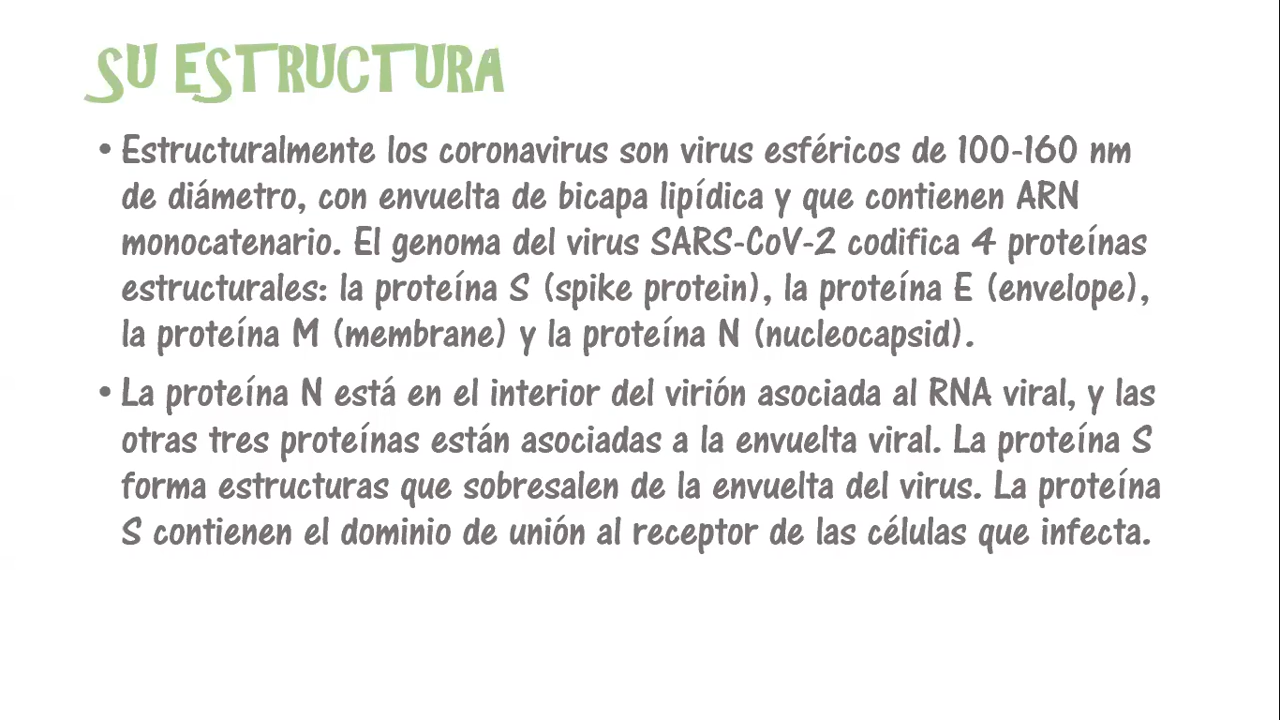 SU ESTRUCTURA
• Estructuralmente los coronavirus son virus esféricos de 100-160 nm
de diámetro, con envuelta de bicapa lipídica y que contienen ARN
monocatenario. El genoma del virus SARS-CoV-2 codifica 4 proteínas
estructurales: la proteína S (spike protein), la proteína E (envelope),
la proteína M (membrane) y la proteína N (nucleocapsid).
• La proteína N está en el interior del virión asociada al RNA viral, y las
otras tres proteínas están asociadas a la envuelta viral. La proteína S
forma estructuras que sobresalen de la envuelta del virus. La proteína
S contienen el dominio de unión al receptor de las células que infecta.